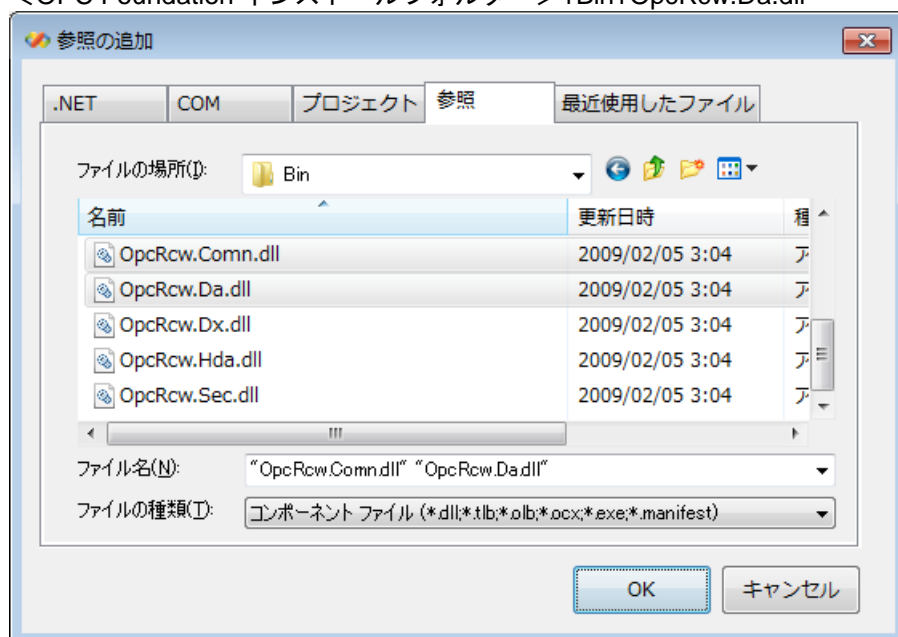 参照の追加
.NET COM プロジェクト 参照 最近使用したファイル
ファイルの場所(I): Bin
名前 更新日時 種
OpcRcw.Comn.dll 2009/02/05 3:04 ア
OpcRcw.Da.dll 2009/02/05 3:04 ア
OpcRcw.Dx.dll 2009/02/05 3:04 ア
OpcRcw.Hda.dll 2009/02/05 3:04 ア
OpcRcw.Sec.dll 2009/02/05 3:04 ア
ファイル名(N): "OpcRcw.Comn.dll" "OpcRcw.Da.dll"
ファイルの種類(T): コンポーネント ファイル (*.dll;*.tlb;*.olb;*.ocx;*.exe;*.manifest)
OK キャンセル